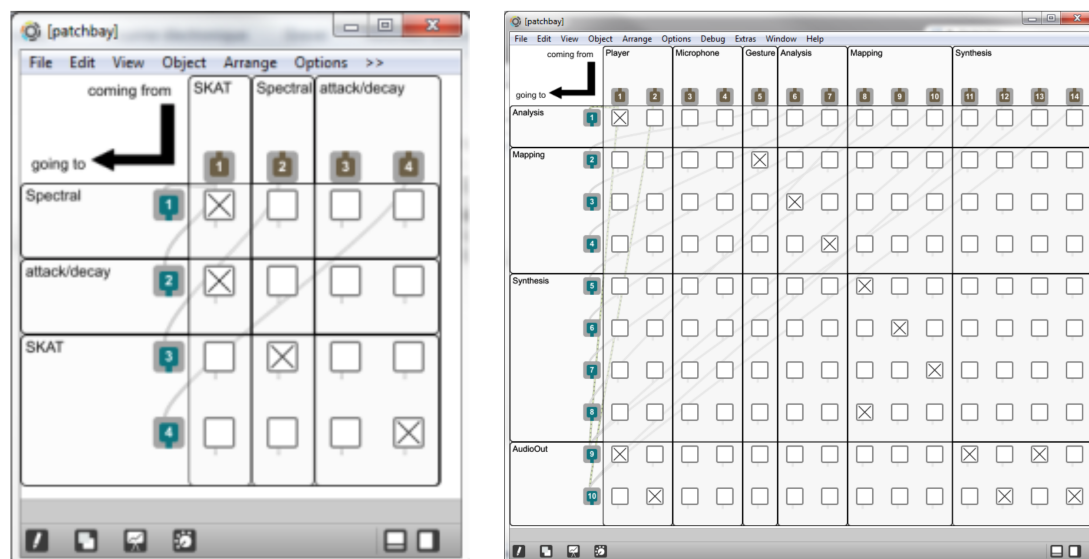 [patchbay]
File Edit View Object Arrange Options >>
coming from SKAT Spectral attack/decay
going to 1 2 3 4
Spectral 1
attack/decay 2
SKAT 3
4
[patchbay]
File Edit View Object Arrange Options Debug Extras Window Help
coming from Player Microphone Gesture Analysis Mapping Synthesis
going to 1 2 3 4 5 6 7 8 9 10 11 12 13 14
Analysis 1
Mapping 2
3
4
Synthesis 5
6
7
8
AudioOut 9
10